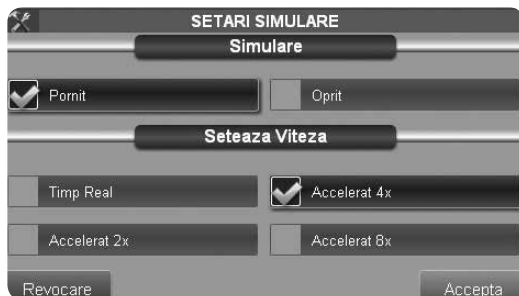 SETARI SIMULARE
Simulare
Pornit
Oprit
Seteaza Viteza
Timp Real
Accelerat 4x
Accelerat 2x
Accelerat 8x
Revocare
Accepta